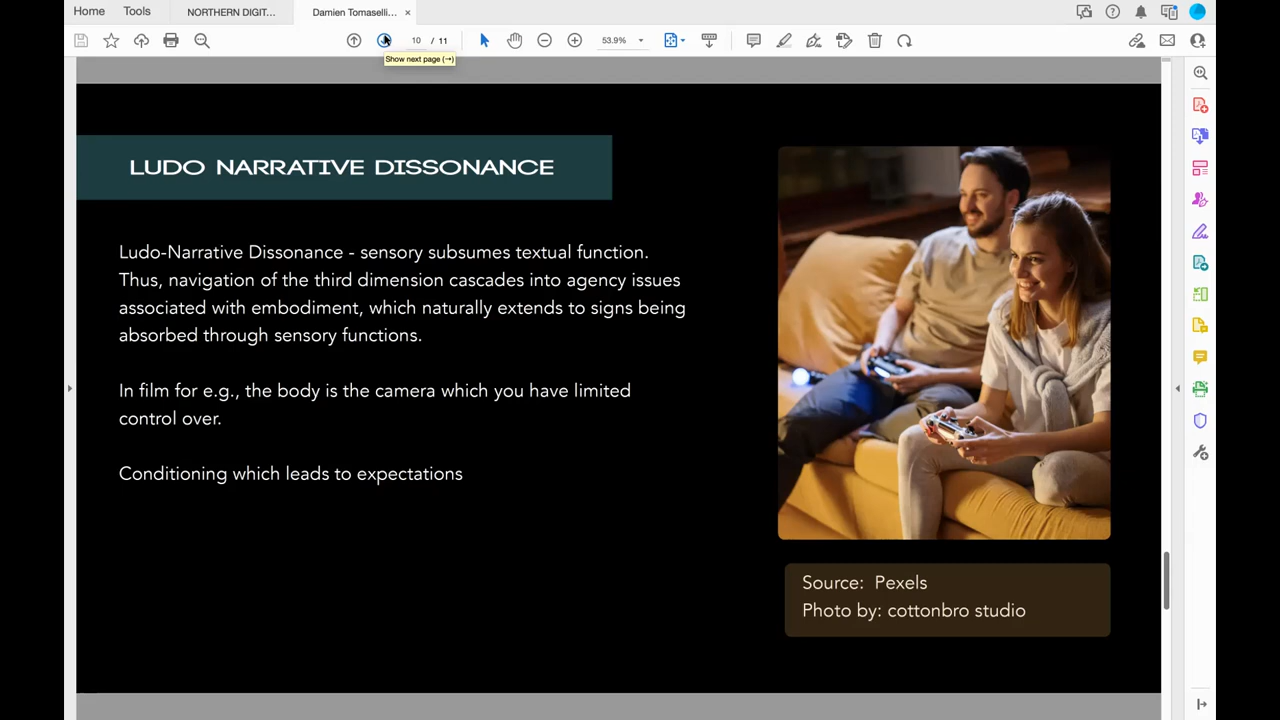 Home
Tools
NORTHERN DIGIT...
Damien Tomaselli...
10 / 11
53.9%
Show next page (→)
LUDO NARRATIVE DISSONANCE
Ludo-Narrative Dissonance - sensory subsumes textual function.
Thus, navigation of the third dimension cascades into agency issues
associated with embodiment, which naturally extends to signs being
absorbed through sensory functions.
In film for e.g., the body is the camera which you have limited
control over.
Conditioning which leads to expectations
Source: Pexels
Photo by: cottonbro studio